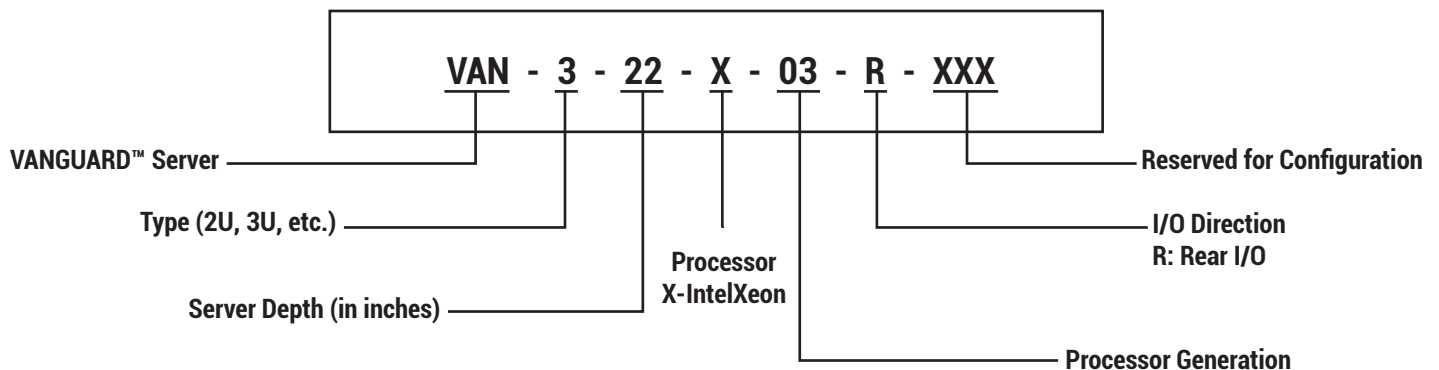 VAN - 3 - 22 - X - 03 - R - XXX
VANGUARD™ Server
Reserved for Configuration
Type (2U, 3U, etc.)
I/O Direction
R: Rear I/O
Processor
X-IntelXeon
Server Depth (in inches)
Processor Generation